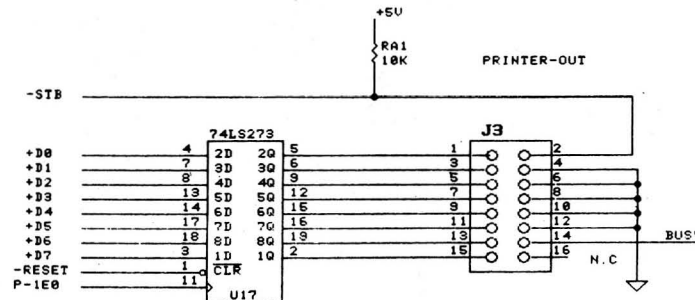 +5V
RA1
10K
PRINTER-OUT
-STB
74LS273
J3
+D0 4 2D 2Q 5 1 2
+D1 7 3D 3Q 6 3 4
+D2 8 4D 4Q 9 5 6
+D3 13 5D 5Q 12 7 8
+D4 14 6D 6Q 15 9 10
+D5 17 7D 7Q 16 11 12
+D6 18 8D 8Q 19 13 14 BUSY
+D7 3 1D 1Q 2 15 16
N.C
-RESET 1 CLR
P-1E0 11
U17